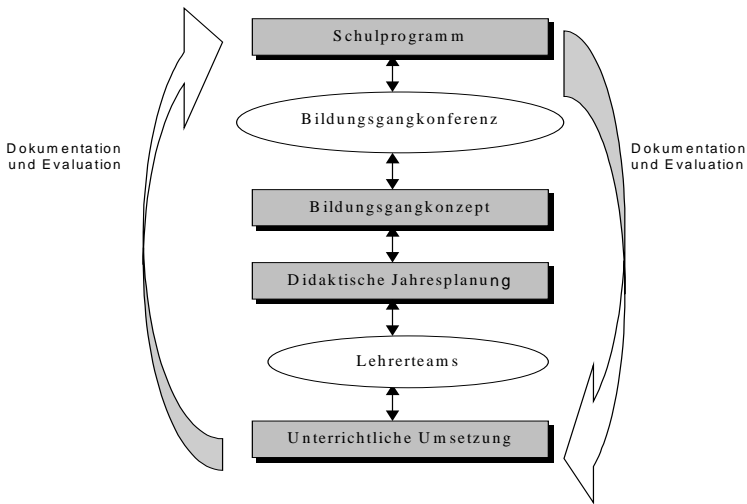 Schulprogramm
Bildungsgangkonferenz
Dokumentation
und Evaluation
Dokumentation
und Evaluation
Bildungsgangkonzept
Didaktische Jahresplanung
Lehrerteams
Unterrichtliche Umsetzung